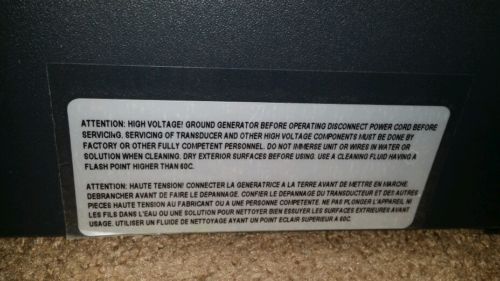 ATTENTION: HIGH VOLTAGE! GROUND GENERATOR BEFORE OPERATING DISCONNECT POWER CORD BEFORE
SERVICING. SERVICING OF TRANSDUCER AND OTHER HIGH VOLTAGE COMPONENTS MUST BE DONE BY
FACTORY OR OTHER FULLY COMPETENT PERSONNEL. DO NOT IMMERSE UNIT OR WIRES IN WATER OR
SOLUTION WHEN CLEANING. DRY EXTERIOR SURFACES BEFORE USING. USE A CLEANING FLUID HAVING A
FLASH POINT HIGHER THAN 60C.
ATTENTION: HAUTE TENSION! CONNECTER LA GENERATRICE A LA TERRE AVANT DE METTRE EN MARCHE.
DEBRANCHER AVANT DE FAIRE LE DEPANNAGE. CONFIER LE DEPANNAGE DU TRANSDUCTEUR ET DES AUTRES
PIECES HAUTE TENSION AU FABRICANT OU A UNE PERSONNE COMPETENTE. NE PAS PLONGER L'APPAREIL NI
LES FILS DANS L'EAU OU UNE SOLUTION POUR NETTOYER BIEN ESSUYER LES SURFACES EXTRIEURES AVANT
USAGE. UTILISER UN FLUIDE DE NETTOYAGE AYANT UN POINT ECLAIR SUPERIEUR A 60C.